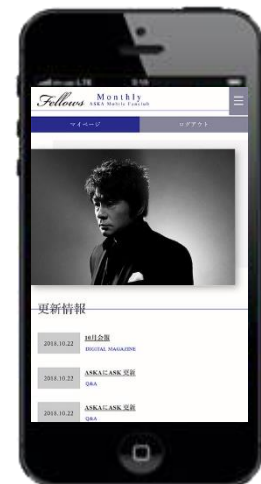 Fellows
Monthly
ASKA Mobile Fanclub
マイページ ログアウト
更新情報
2018.10.22
10月会報
DIGITAL MAGAZINE
2018.10.22
ASKAにASK 更新
Q&A
2018.10.22
ASKAにASK 更新
Q&A